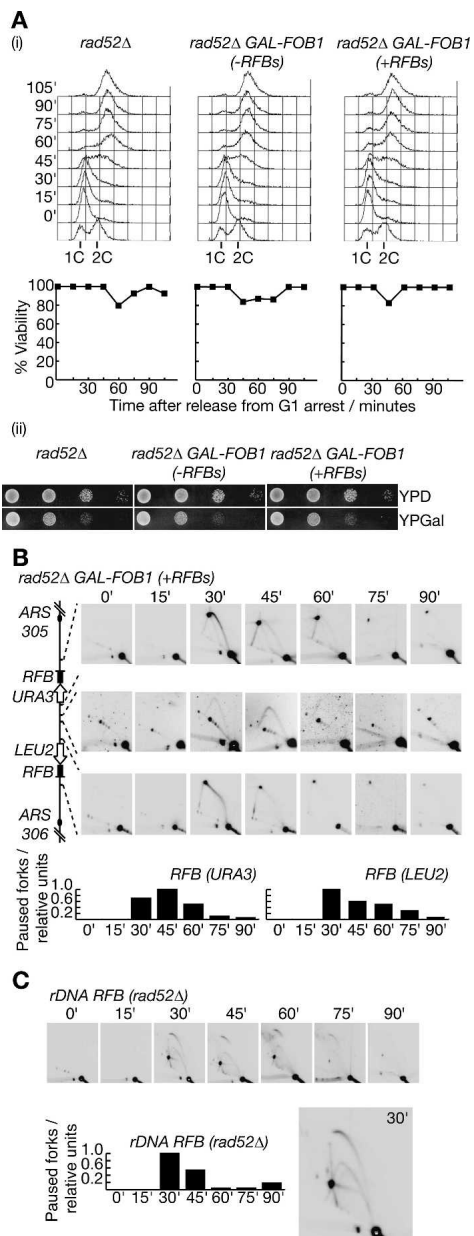 A
(i)
rad52Δ
rad52Δ GAL-FOB1
(-RFBs)
rad52Δ GAL-FOB1
(+RFBs)
105'
90'
75'
60'
45'
30'
15'
0'
1C 2C
1C 2C
1C 2C
% Viability
100
80
60
40
20
0
0 30 60 90
0 30 60 90
0 30 60 90
Time after release from G1 arrest / minutes
(ii)
rad52Δ
rad52Δ GAL-FOB1
(-RFBs)
rad52Δ GAL-FOB1
(+RFBs)
YPD
YPGal
B
rad52Δ GAL-FOB1 (+RFBs)
0' 15' 30' 45' 60' 75' 90'
ARS
305
RFB
URA3
LEU2
RFB
ARS
306
Paused forks /
relative units
1.0
0.6
0.2
RFB (URA3)
0' 15' 30' 45' 60' 75' 90'
RFB (LEU2)
1.0
0.6
0.2
0' 15' 30' 45' 60' 75' 90'
C
rDNA RFB (rad52Δ)
0' 15' 30' 45' 60' 75' 90'
Paused forks /
relative units
rDNA RFB (rad52Δ)
1.0
0.6
0.2
0' 15' 30' 45' 60' 75' 90'
30'